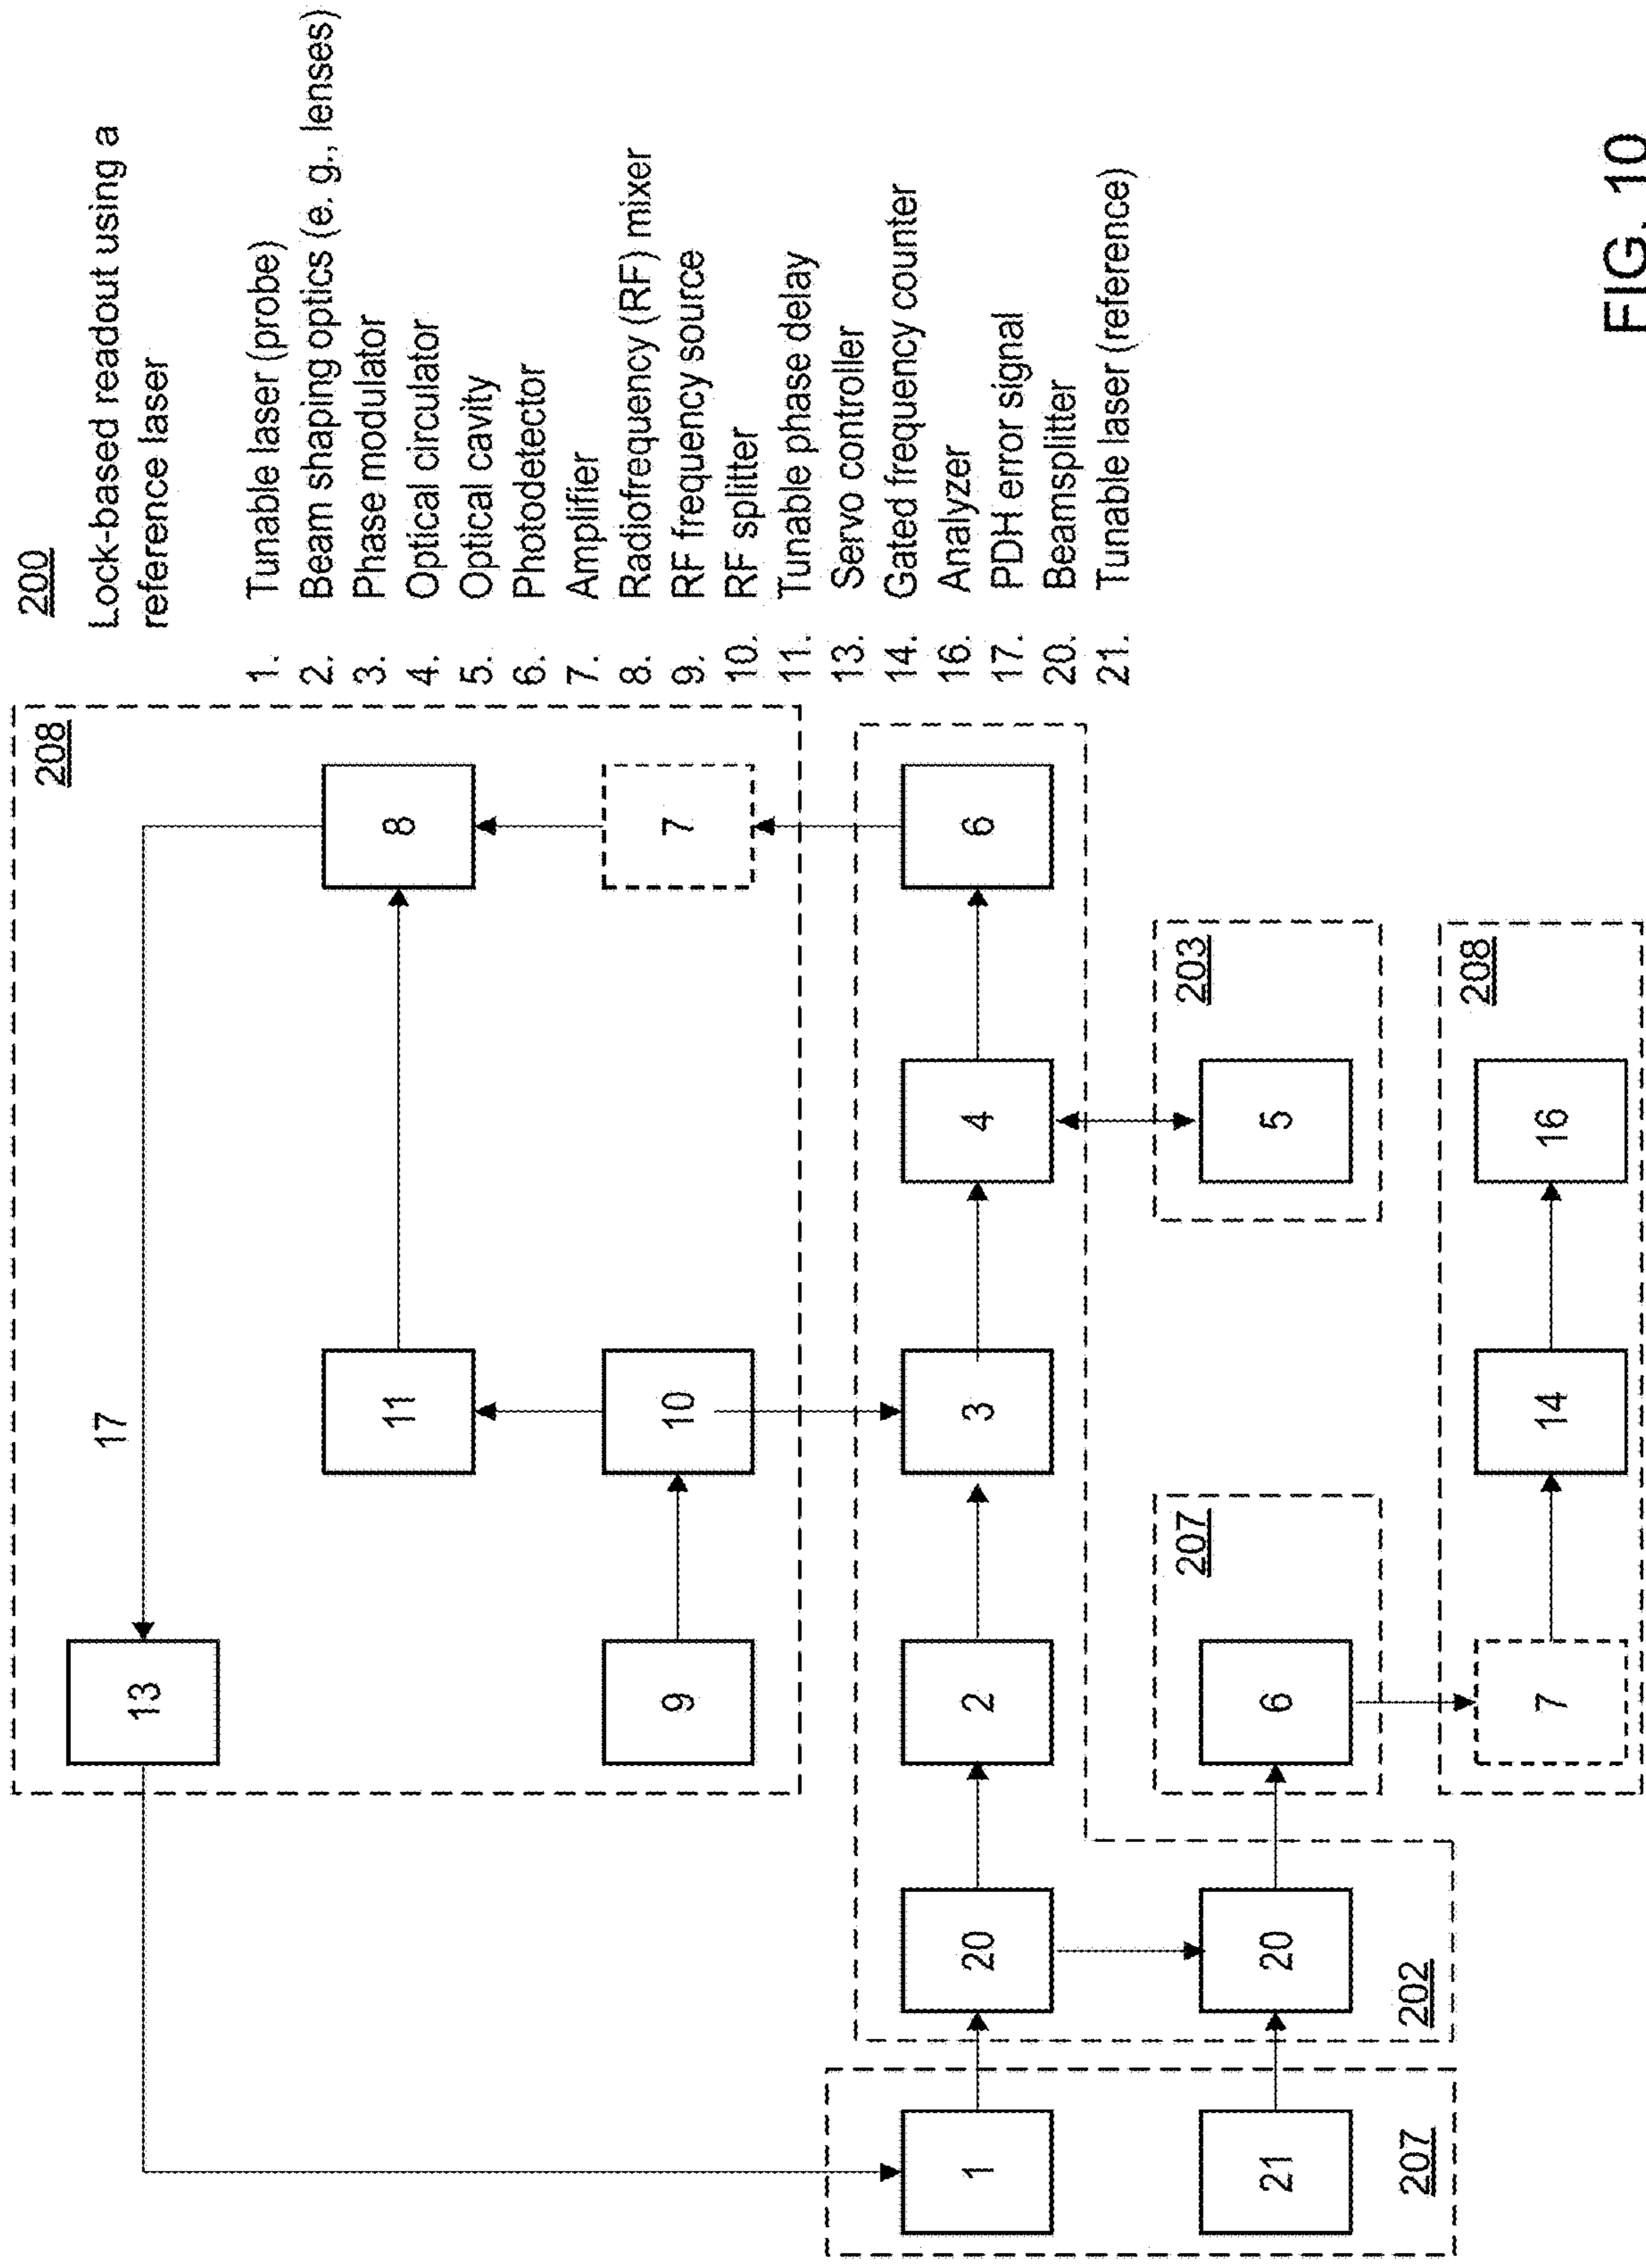 200
Lock-based readout using a
reference laser
1. Tunable laser (probe)
2. Beam shaping optics (e. g., lenses)
3. Phase modulator
4. Optical circulator
5. Optical cavity
6. Photodetector
7. Amplifier
8. Radiofrequency (RF) mixer
9. RF frequency source
10. RF splitter
11. Tunable phase delay
13. Servo controller
14. Gated frequency counter
16. Analyzer
17. PDH error signal
20. Beamsplitter
21. Tunable laser (reference)
208
17
13
11
8
9
10
7
1
20
2
3
4
6
21
20
202
207
6
207
5
203
7
14
16
208
FIG. 10